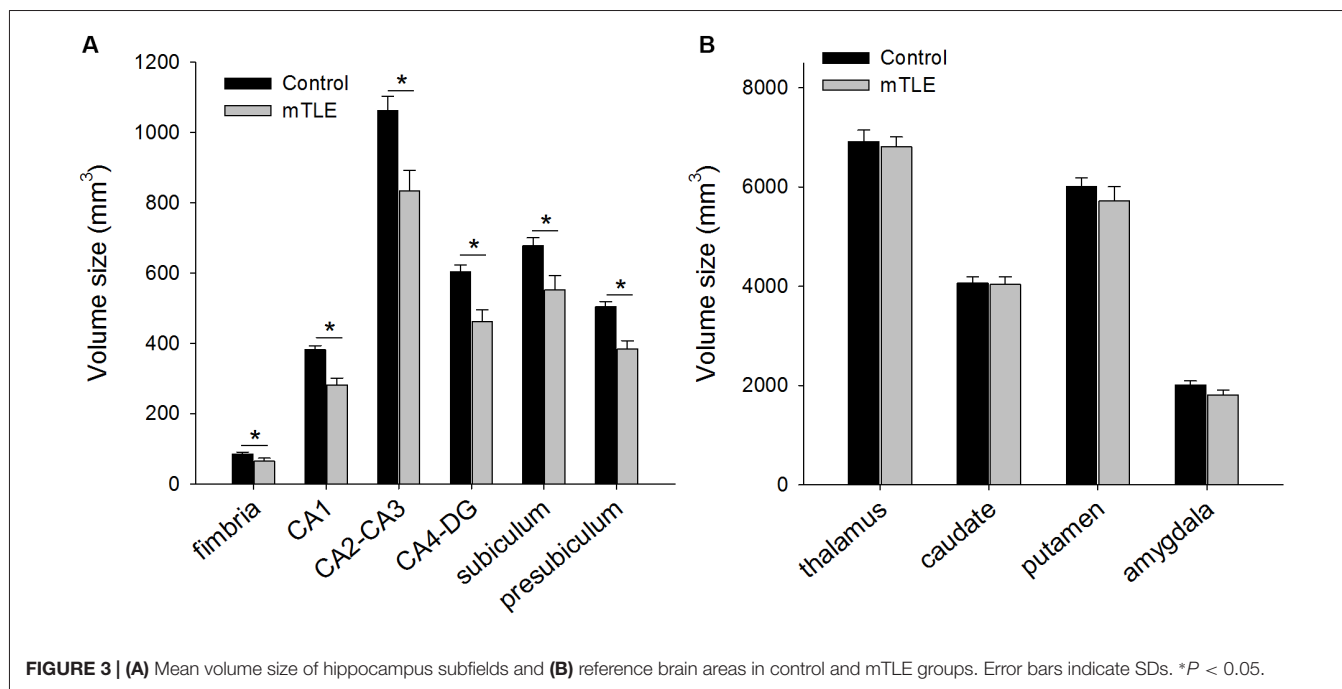 A
Control
mTLE
Volume size (mm³)
1200
1000
800
600
400
200
0
* * * * * *
fimbria
CA1
CA2-CA3
CA4-DG
subiculum
presubiculum
B
Control
mTLE
Volume size (mm³)
8000
6000
4000
2000
0
thalamus
caudate
putamen
amygdala
FIGURE 3 | (A) Mean volume size of hippocampus subfields and (B) reference brain areas in control and mTLE groups. Error bars indicate SDs. *P < 0.05.